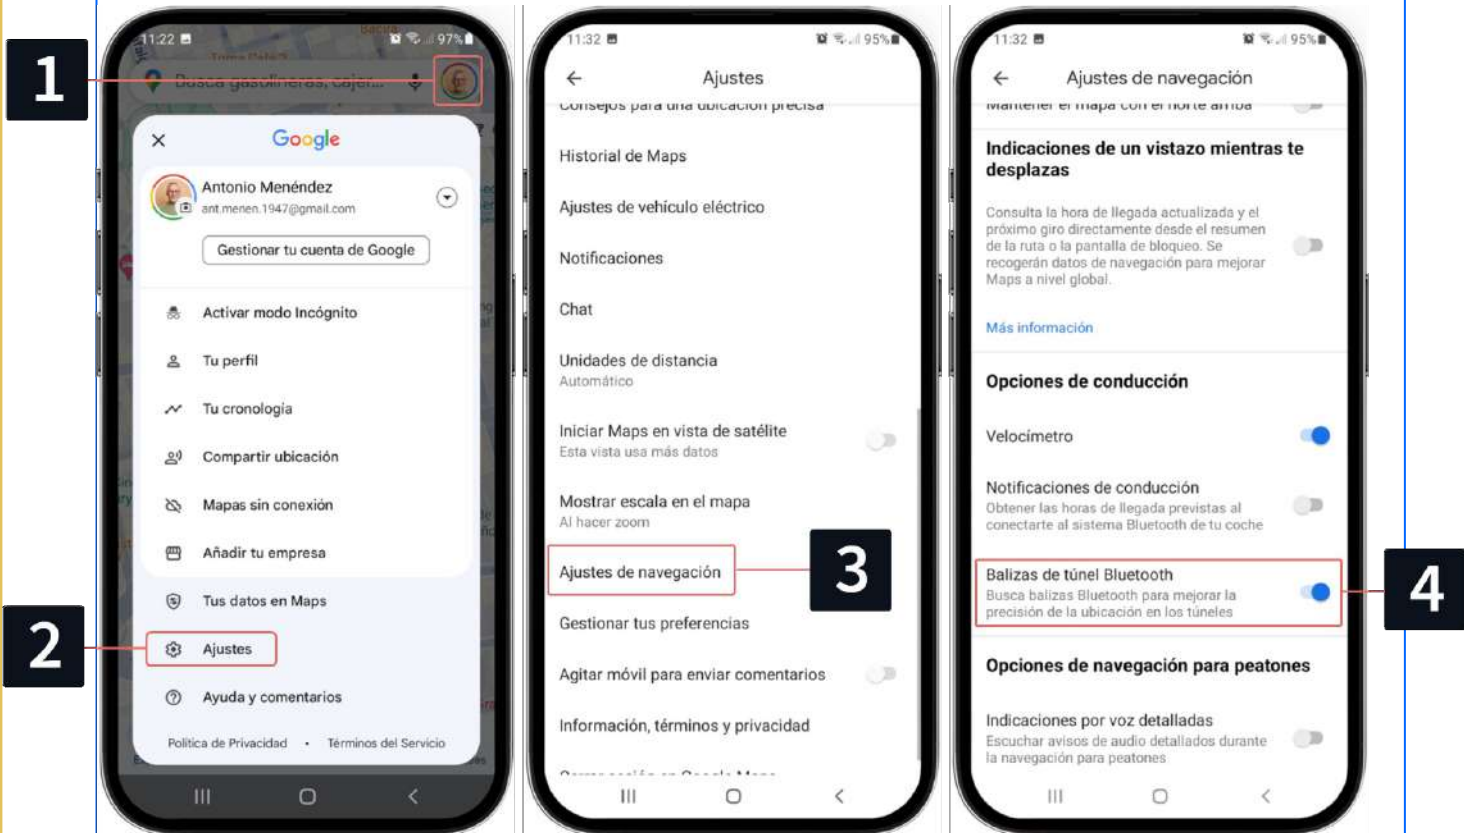 1
11:22
97%
Busca gasolineras, cajer...
Google
Antonio Menéndez
ant.menen.1947@gmail.com
Gestionar tu cuenta de Google
Activar modo Incógnito
Tu perfil
Tu cronología
Compartir ubicación
Mapas sin conexión
Añadir tu empresa
Tus datos en Maps
2
Ajustes
Ayuda y comentarios
Política de Privacidad • Términos del Servicio
11:32
95%
Ajustes
Consejos para una ubicación precisa
Historial de Maps
Ajustes de vehículo eléctrico
Notificaciones
Chat
Unidades de distancia
Automático
Iniciar Maps en vista de satélite
Esta vista usa más datos
Mostrar escala en el mapa
Al hacer zoom
Ajustes de navegación
3
Gestionar tus preferencias
Agitar móvil para enviar comentarios
Información, términos y privacidad
11:32
95%
Ajustes de navegación
Mantener el mapa con el norte arriba
Indicaciones de un vistazo mientras te
desplazas
Consulta la hora de llegada actualizada y el
próximo giro directamente desde el resumen
de la ruta o la pantalla de bloqueo. Se
recogerán datos de navegación para mejorar
Maps a nivel global.
Más información
Opciones de conducción
Velocímetro
Notificaciones de conducción
Obtener las horas de llegada previstas al
conectarte al sistema Bluetooth de tu coche
Balizas de túnel Bluetooth
Busca balizas Bluetooth para mejorar la
precisión de la ubicación en los túneles
4
Opciones de navegación para peatones
Indicaciones por voz detalladas
Escuchar avisos de audio detallados durante
la navegación para peatones